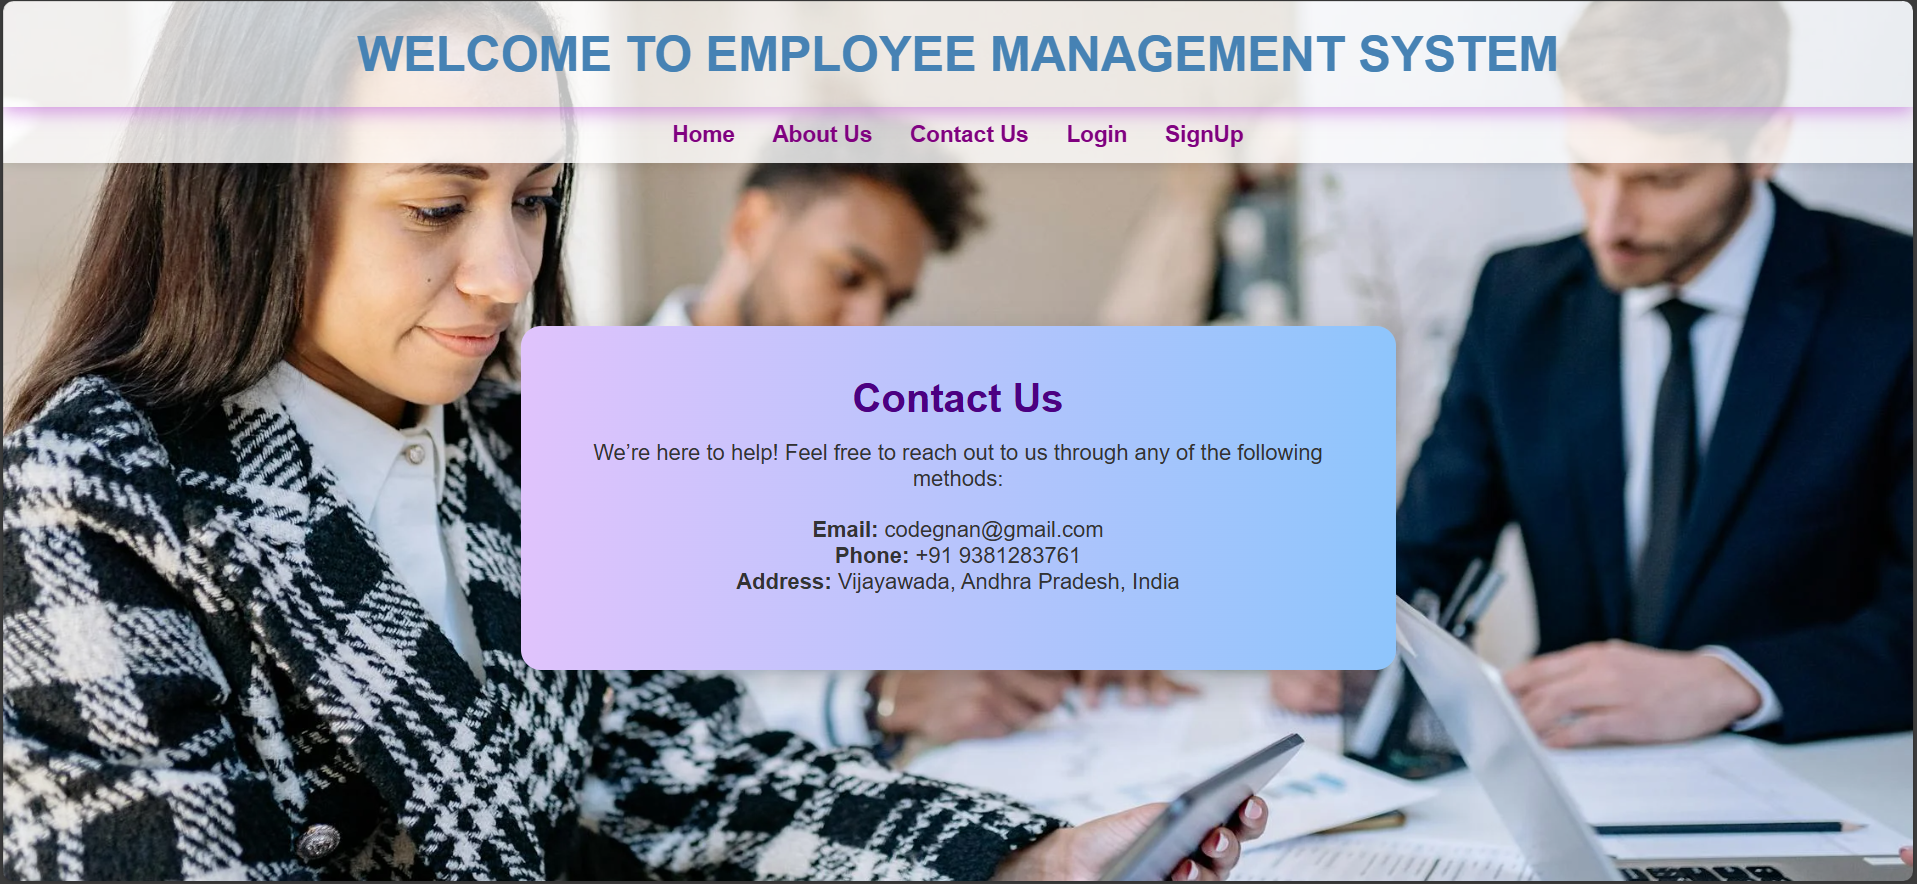 WELCOME TO EMPLOYEE MANAGEMENT SYSTEM
Home About Us Contact Us Login SignUp
Contact Us
We’re here to help! Feel free to reach out to us through any of the following
methods:
Email: codegnan@gmail.com
Phone: +91 9381283761
Address: Vijayawada, Andhra Pradesh, India